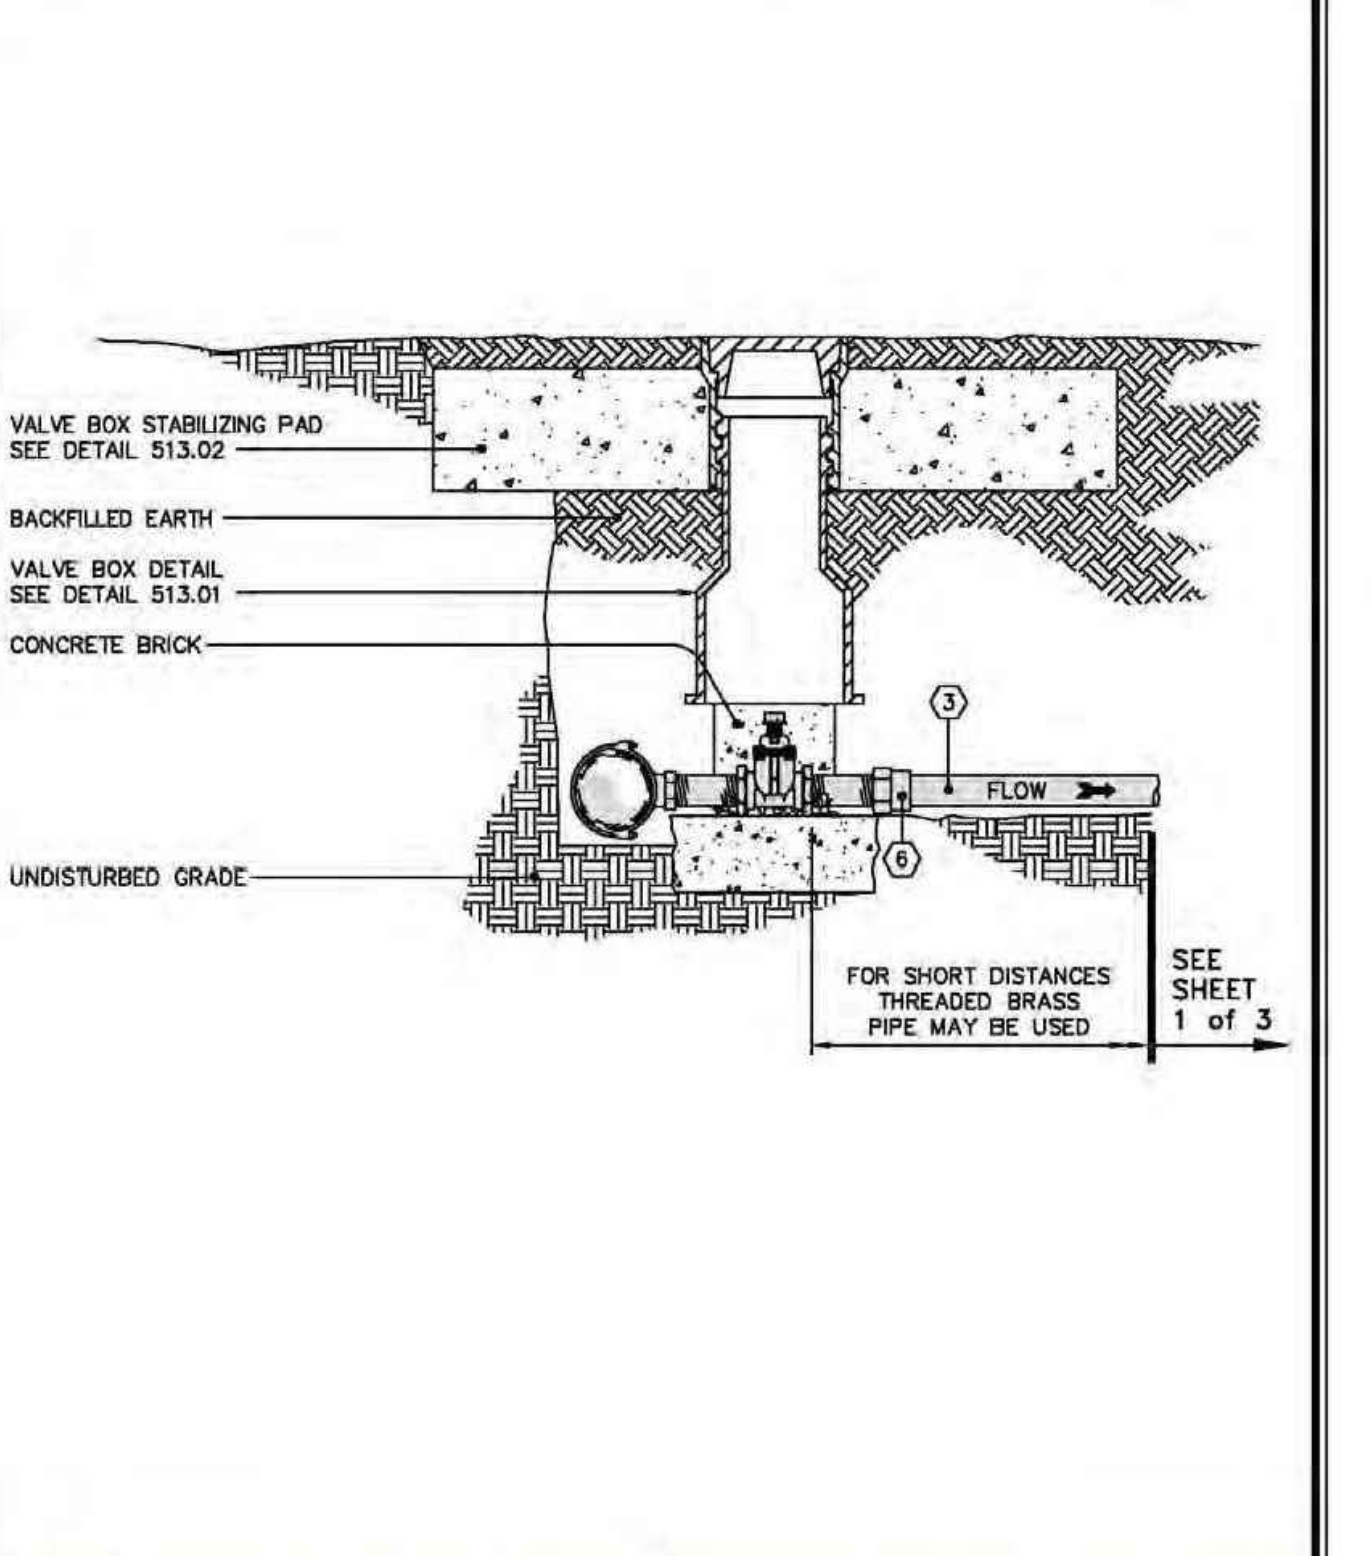 VALVE BOX STABILIZING PAD
SEE DETAIL 513.02
BACKFILLED EARTH
VALVE BOX DETAIL
SEE DETAIL 513.01
CONCRETE BRICK
3
FLOW
6
UNDISTURBED GRADE
FOR SHORT DISTANCES
THREADED BRASS
PIPE MAY BE USED
SEE
SHEET
1 of 3